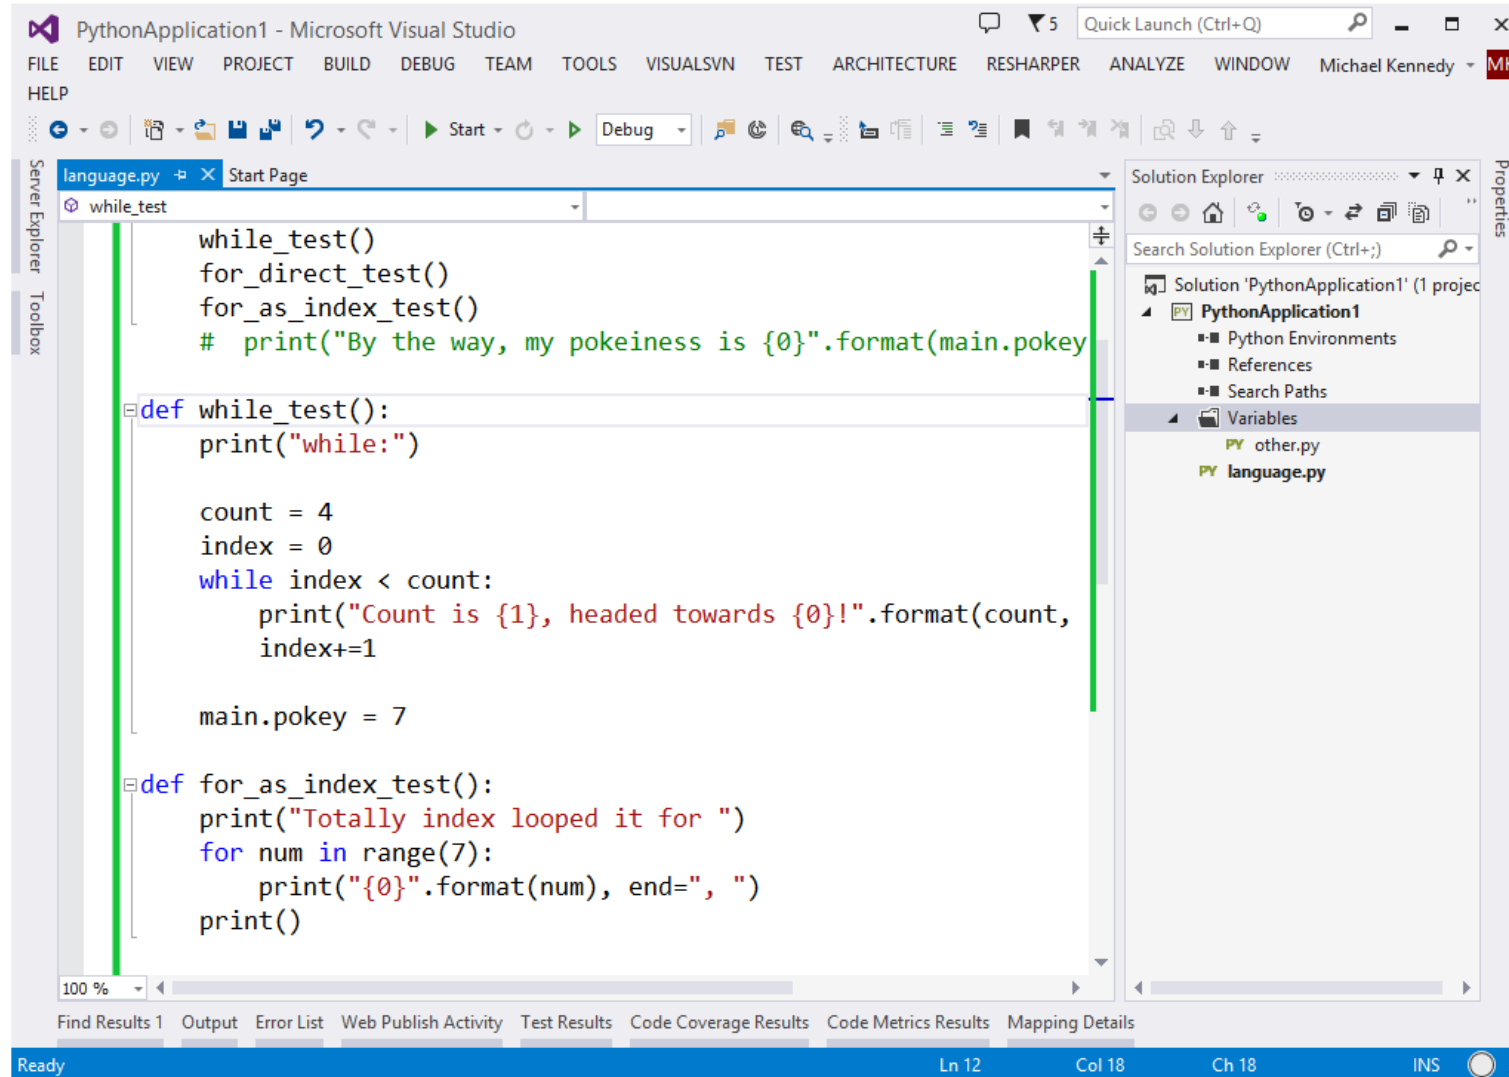 PythonApplication1 - Microsoft Visual Studio
5
Quick Launch (Ctrl+Q)
FILE EDIT VIEW PROJECT BUILD DEBUG TEAM TOOLS VISUALSVN TEST ARCHITECTURE RESHARPER ANALYZE WINDOW Michael Kennedy
HELP
Start Debug
Server Explorer
Toolbox
language.py Start Page
while_test
while_test()
for_direct_test()
for_as_index_test()
# print("By the way, my pokeiness is {0}".format(main.pokey
def while_test():
print("while:")
count = 4
index = 0
while index < count:
print("Count is {1}, headed towards {0}!".format(count,
index+=1
main.pokey = 7
def for_as_index_test():
print("Totally index looped it for ")
for num in range(7):
print("{0}".format(num), end=", ")
print()
100 %
Solution Explorer
Search Solution Explorer (Ctrl+;)
Solution 'PythonApplication1' (1 projec
PY PythonApplication1
Python Environments
References
Search Paths
Variables
PY other.py
PY language.py
Properties
Find Results 1 Output Error List Web Publish Activity Test Results Code Coverage Results Code Metrics Results Mapping Details
Ready Ln 12 Col 18 Ch 18 INS